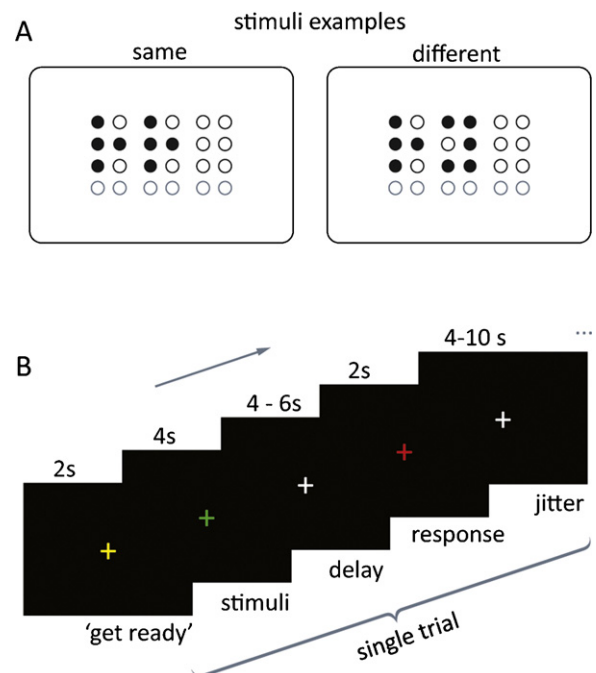 A
stimuli examples
same
different
B
4-10 s
...
2s
4 - 6s
4s
2s
jitter
response
delay
stimuli
'get ready'
single trial